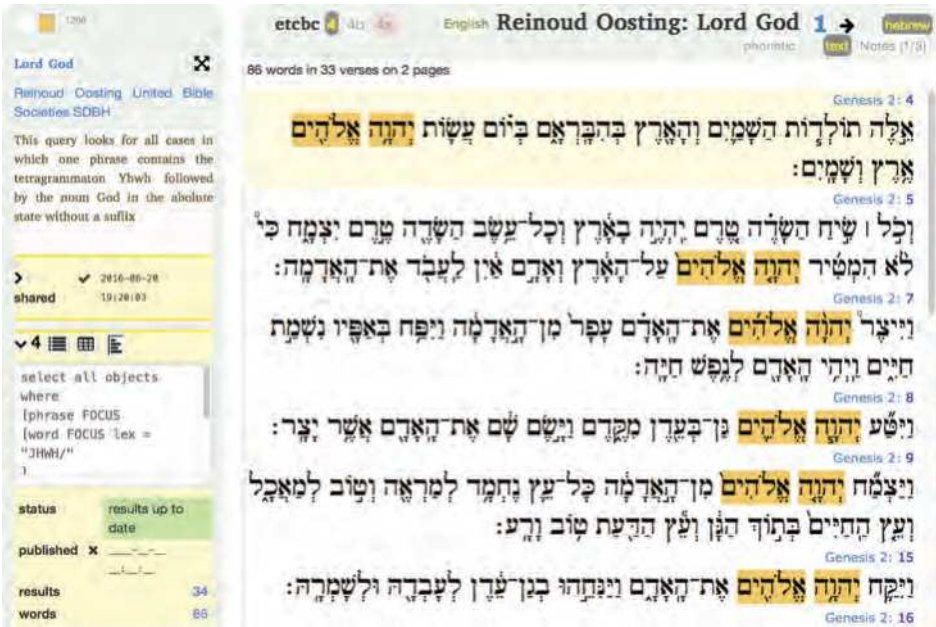 1200
etcbc 4 4b 4s English Reinoud Oosting: Lord God 1 → hebrew
phonetic text Notes (1/3)
Lord God
86 words in 33 verses on 2 pages
Reinoud Oosting United Bible
Societies SDBH
This query looks for all cases in
which one phrase contains the
tetragrammaton Yhwh followed
by the noun God in the absolute
state without a suffix
shared 2016-06-20
19:20:03
4
select all objects
where
[phrase FOCUS
[word FOCUS lex =
"JHWH/"
]
status results up to
date
published
results 34
words 86
Genesis 2: 4
אֵ֣לֶּה תוֹלְד֧וֹת הַשָּׁמַ֛יִם וְהָאָ֖רֶץ בְּהִבָּֽרְאָ֑ם בְּי֗וֹם עֲשׂ֛וֹת יְהוָ֥ה אֱלֹהִ֖ים
אֶ֥רֶץ וְשָׁמָֽיִם׃
Genesis 2: 5
וְכֹ֣ל ׀ שִׂ֣יחַ הַשָּׂדֶ֗ה טֶ֚רֶם יִֽהְיֶ֣ה בָאָ֔רֶץ וְכָל־עֵ֥שֶׂב הַשָּׂדֶ֖ה טֶ֣רֶם יִצְמָ֑ח כִּי֩
לֹ֨א הִמְטִ֜יר יְהוָ֤ה אֱלֹהִים֙ עַל־הָאָ֔רֶץ וְאָדָ֣ם אַ֔יִן לַֽעֲבֹ֖ד אֶת־הָֽאֲדָמָֽה׃
Genesis 2: 7
וַיִּיצֶר֩ יְהוָ֨ה אֱלֹהִ֜ים אֶת־הָֽאָדָ֗ם עָפָר֙ מִן־הָ֣אֲדָמָ֔ה וַיִּפַּ֥ח בְּאַפָּ֖יו נִשְׁמַ֣ת
חַיִּ֑ים וַֽיְהִ֥י הָֽאָדָ֖ם לְנֶ֥פֶשׁ חַיָּֽה׃
Genesis 2: 8
וַיִּטַּ֞ע יְהוָ֧ה אֱלֹהִ֛ים גַּן־בְּעֵ֖דֶן מִקֶּ֑דֶם וַיָּ֣שֶׂם שָׁ֔ם אֶת־הָֽאָדָ֖ם אֲשֶׁ֥ר יָצָֽר׃
Genesis 2: 9
וַיַּצְמַ֞ח יְהוָ֤ה אֱלֹהִים֙ מִן־הָ֣אֲדָמָ֔ה כָּל־עֵ֛ץ נֶחְמָ֥ד לְמַרְאֶ֖ה וְט֣וֹב לְמַאֲכָ֑ל
וְעֵ֤ץ הַֽחַיִּים֙ בְּת֣וֹךְ הַגָּ֔ן וְעֵ֕ץ הַדַּ֖עַת ט֥וֹב וָרָֽע׃
Genesis 2: 15
וַיִּקַּ֛ח יְהוָ֥ה אֱלֹהִ֖ים אֶת־הָֽאָדָ֑ם וַיַּנִּחֵ֣הוּ בְגַן־עֵ֔דֶן לְעָבְדָ֖הּ וּלְשָׁמְרָֽהּ׃
Genesis 2: 16